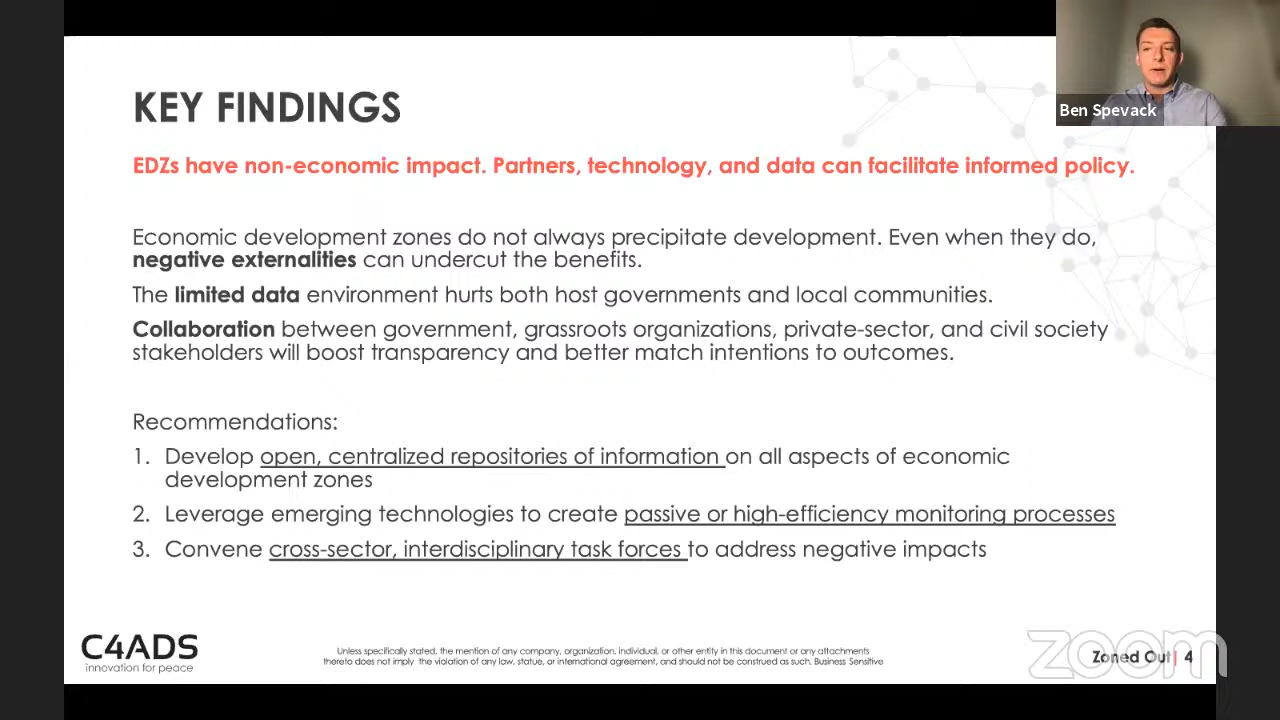 Ben Spevack
KEY FINDINGS
EDZs have non-economic impact. Partners, technology, and data can facilitate informed policy.
Economic development zones do not always precipitate development. Even when they do,
negative externalities can undercut the benefits.
The limited data environment hurts both host governments and local communities.
Collaboration between government, grassroots organizations, private-sector, and civil society
stakeholders will boost transparency and better match intentions to outcomes.
Recommendations:
1. Develop open, centralized repositories of information on all aspects of economic
development zones
2. Leverage emerging technologies to create passive or high-efficiency monitoring processes
3. Convene cross-sector, interdisciplinary task forces to address negative impacts
C4ADS
innovation for peace
Unless specifically stated, the mention of any company, organization, individual, or other entity in this document or any attachments
thereto does not imply the violation of any law, statue, or international agreement, and should not be construed as such. Business Sensitive
zoom
Zoned Out| 4